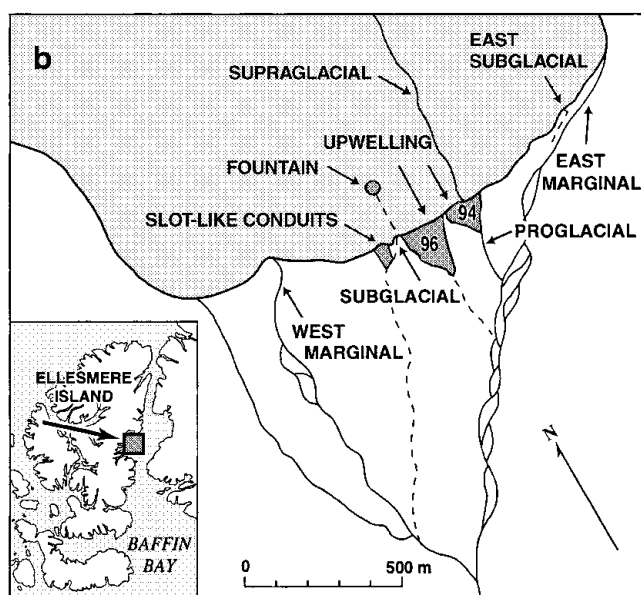 b
SUPRAGLACIAL
EAST
SUBGLACIAL
UPWELLING
FOUNTAIN
EAST
MARGINAL
SLOT-LIKE CONDUITS
94
96
PROGLACIAL
SUBGLACIAL
WEST
MARGINAL
ELLESMERE
ISLAND
BAFFIN
BAY
N
0 500 m